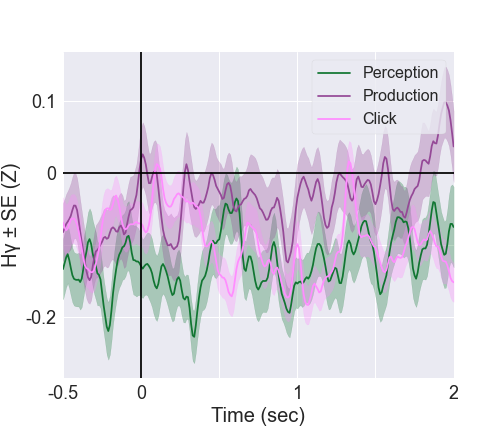 Perception
Production
Click
0.1
0
-0.2
Hγ ± SE (Z)
-0.5
0
1
2
Time (sec)